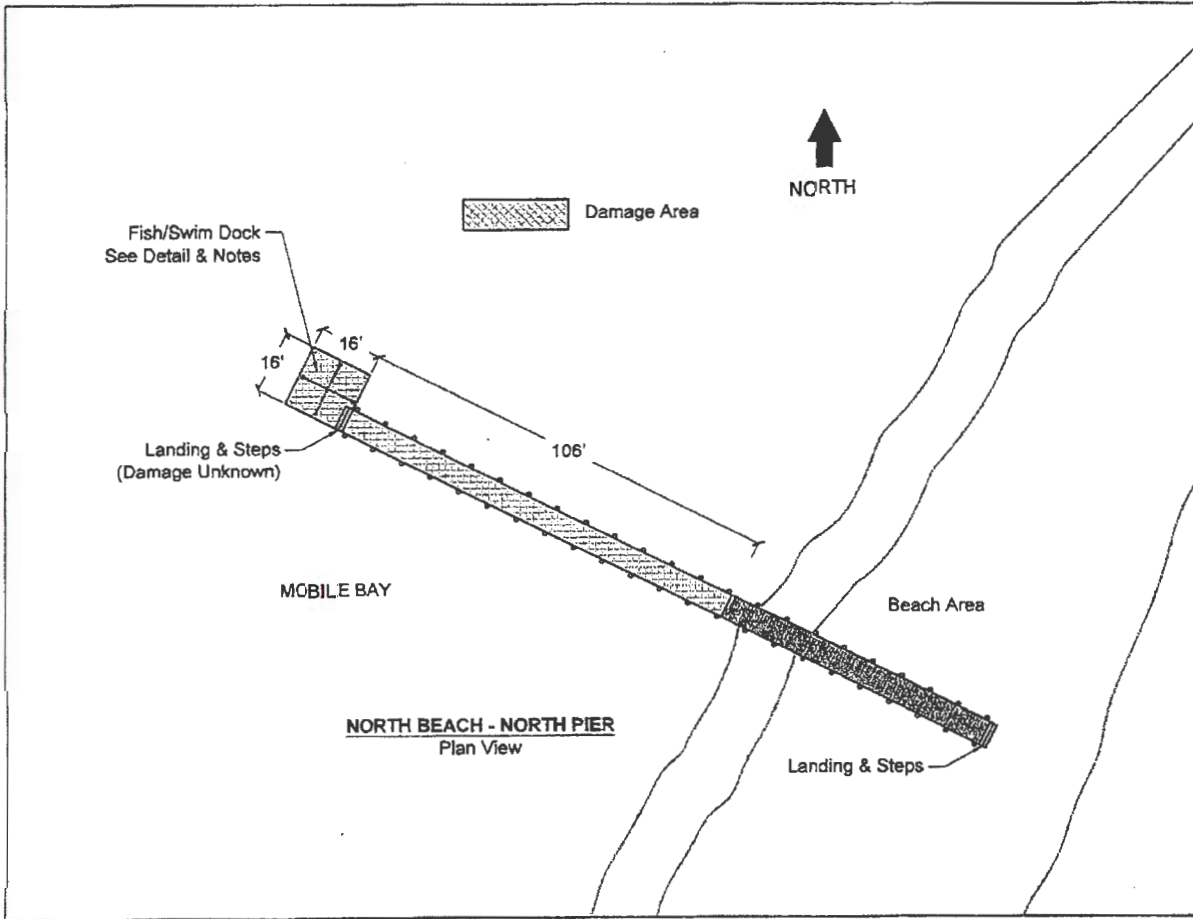 NORTH
Damage Area
Fish/Swim Dock
See Detail & Notes
16'
16'
106'
Landing & Steps
(Damage Unknown)
MOBILE BAY
Beach Area
NORTH BEACH - NORTH PIER
Plan View
Landing & Steps